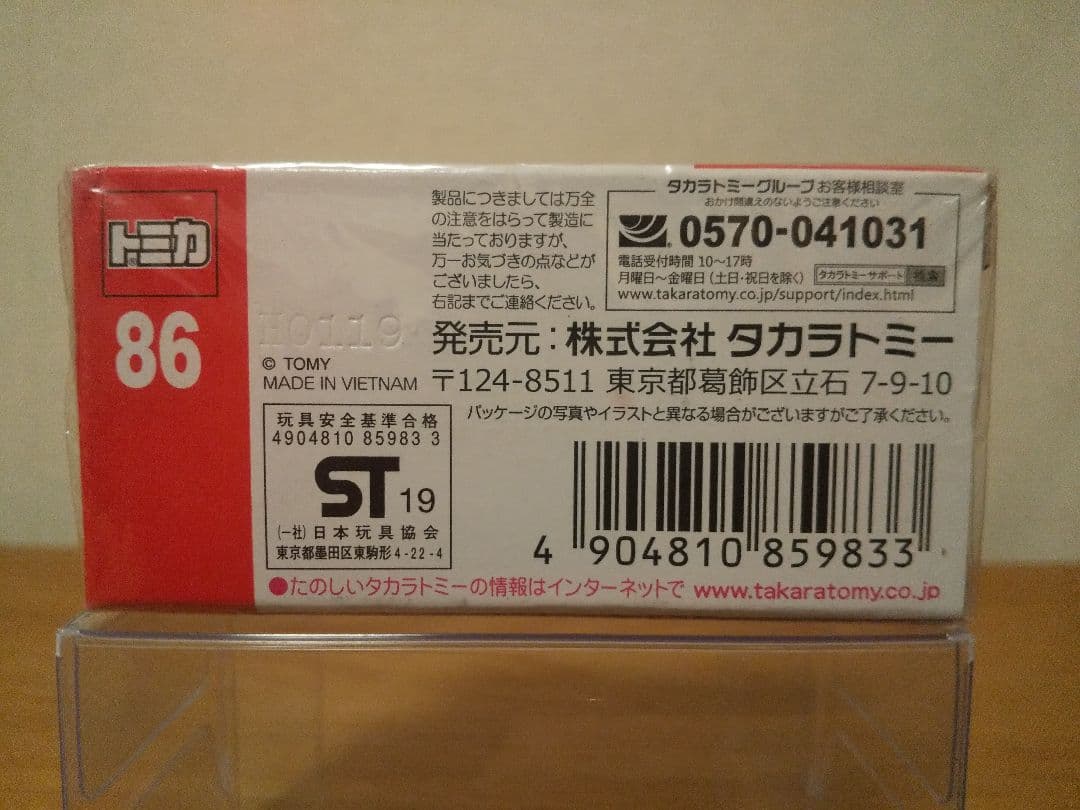 トミカ
86
製品につきましては万全
の注意をはらって製造に
当たっておりますが、
万一お気づきの点などが
ございましたら、
右記までご連絡ください。
タカラトミーグループ お客様相談室
おかけ間違えのないようご注意ください
0570-041031
電話受付時間 10〜17時
月曜日〜金曜日(土日・祝日を除く) タカラトミーサポート 検索
www.takaratomy.co.jp/support/index.html
H0119
© TOMY
MADE IN VIETNAM
発売元:株式会社 タカラトミー
〒124-8511 東京都葛飾区立石 7-9-10
パッケージの写真やイラストと異なる場合がございますがご了承ください。
玩具安全基準合格
4904810 85983 3
ST 19
(一社)日本玩具協会
東京都墨田区東駒形4-22-4
4 904810 859833
●たのしいタカラトミーの情報はインターネットで www.takaratomy.co.jp